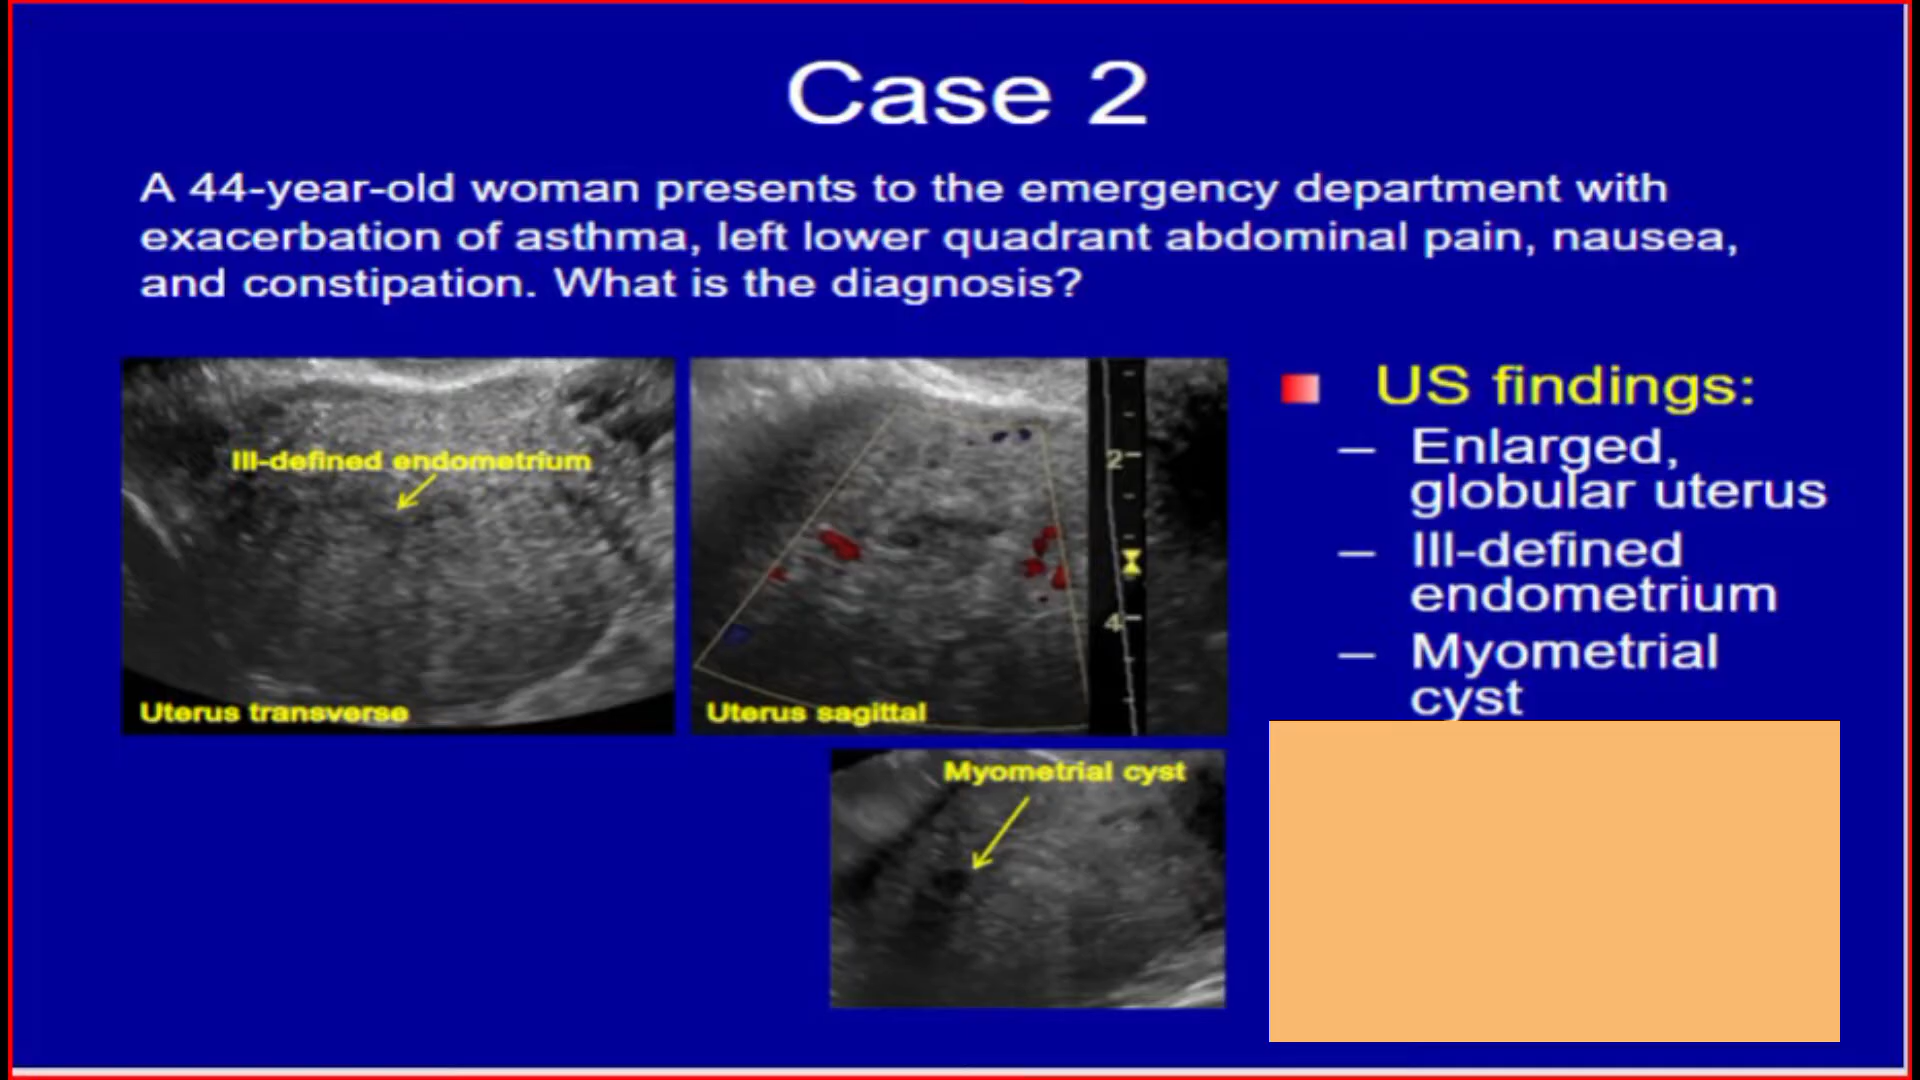 Case 2
A 44-year-old woman presents to the emergency department with
exacerbation of asthma, left lower quadrant abdominal pain, nausea,
and constipation. What is the diagnosis?
Ill-defined endometrium
Uterus transverse
2
4
Uterus sagittal
Myometrial cyst
US findings:
– Enlarged,
globular uterus
– Ill-defined
endometrium
– Myometrial
cyst